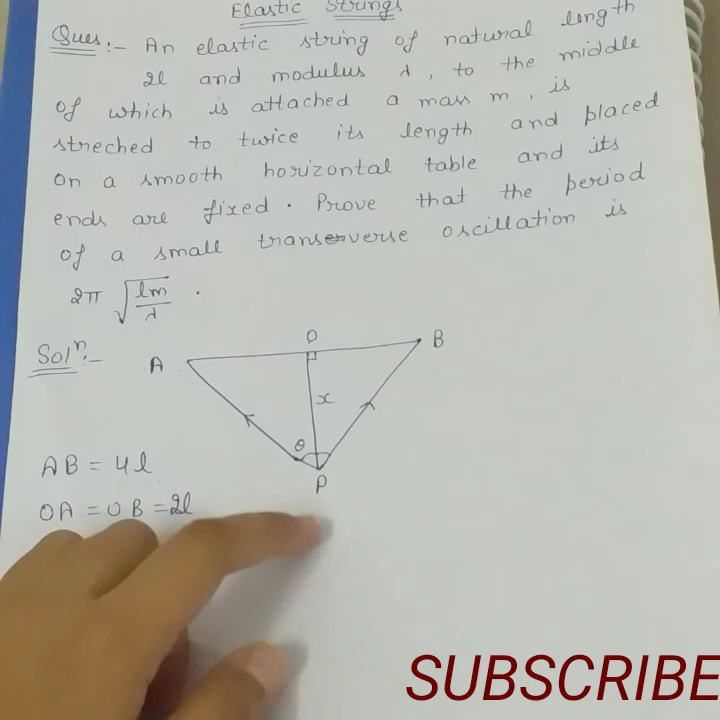 Elastic Strings
Ques:- An elastic string of natural length
2l and modulus λ, to the middle
of which is attached a mass m, is
streched to twice its length and placed
on a smooth horizontal table and its
ends are fixed. Prove that the period
of a small transverse oscillation is
2π √(lm/λ) .
Solⁿ:-
A O B
x
θ
P
AB = 4l
OA = OB = 2l
SUBSCRIBE